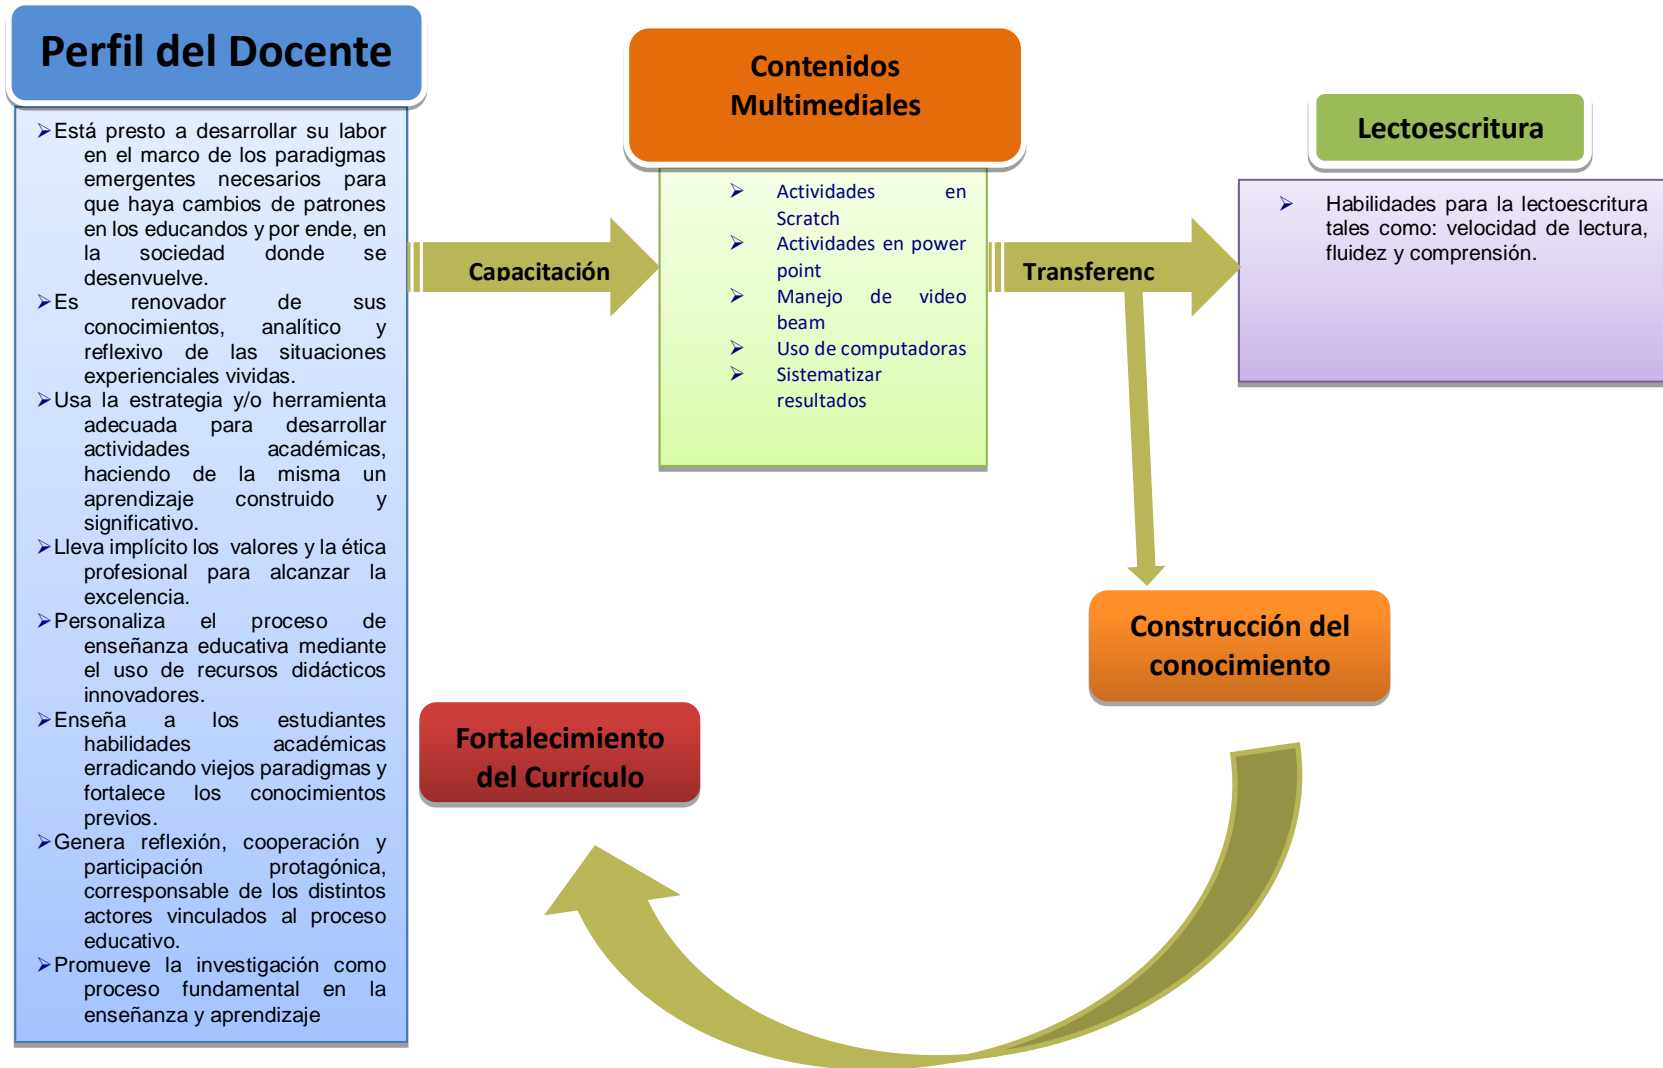 Perfil del Docente
➢Está presto a desarrollar su labor
en el marco de los paradigmas
emergentes necesarios para
que haya cambios de patrones
en los educandos y por ende, en
la sociedad donde se
desenvuelve.
➢Es renovador de sus
conocimientos, analítico y
reflexivo de las situaciones
experienciales vividas.
➢Usa la estrategia y/o herramienta
adecuada para desarrollar
actividades académicas,
haciendo de la misma un
aprendizaje construido y
significativo.
➢Lleva implícito los valores y la ética
profesional para alcanzar la
excelencia.
➢Personaliza el proceso de
enseñanza educativa mediante
el uso de recursos didácticos
innovadores.
➢Enseña a los estudiantes
habilidades académicas
erradicando viejos paradigmas y
fortalece los conocimientos
previos.
➢Genera reflexión, cooperación y
participación protagónica,
corresponsable de los distintos
actores vinculados al proceso
educativo.
➢Promueve la investigación como
proceso fundamental en la
enseñanza y aprendizaje
Capacitación
Contenidos
Multimediales
➢ Actividades en
Scratch
➢ Actividades en power
point
➢ Manejo de video
beam
➢ Uso de computadoras
➢ Sistematizar
resultados
Transferenc
Lectoescritura
➢ Habilidades para la lectoescritura
tales como: velocidad de lectura,
fluidez y comprensión.
Construcción del
conocimiento
Fortalecimiento
del Currículo